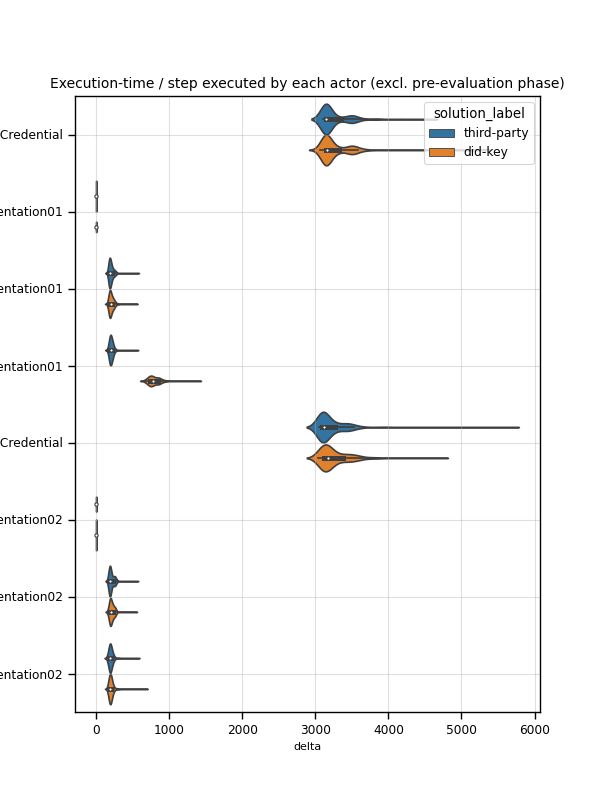 Execution-time / step executed by each actor (excl. pre-evaluation phase)
solution_label
third-party
did-key
Credential
entation01
entation01
entation01
Credential
entation02
entation02
entation02
0 1000 2000 3000 4000 5000 6000
delta